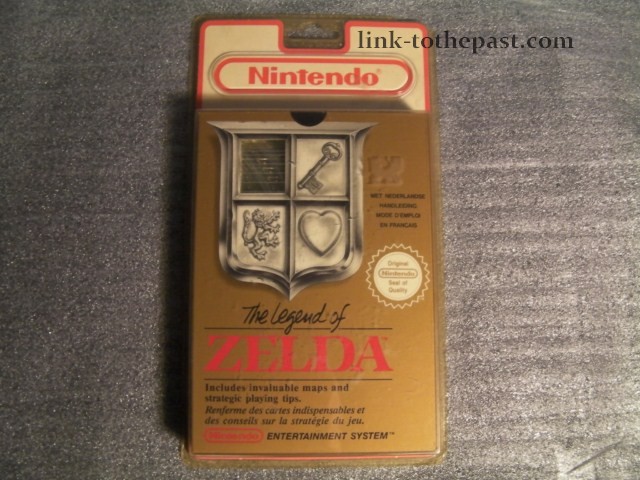 link-tothepast.com
Nintendo®
MET NEDERLANDSE
HANDLEIDING
MODE D'EMPLOI
EN FRANCAIS
Original
Nintendo
Seal of
Quality
The Legend of
ZELDA
Includes invaluable maps and
strategic playing tips.
Renferme des cartes indispensables et
des conseils sur la stratégie du jeu.
Nintendo ENTERTAINMENT SYSTEM™